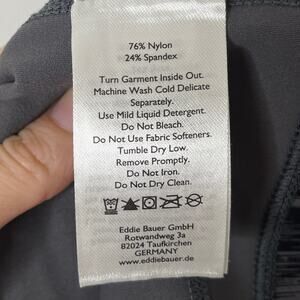 76% Nylon
24% Spandex
Turn Garment Inside Out.
Machine Wash Cold Delicate
Separately.
Use Mild Liquid Detergent.
Do Not Bleach.
Do Not Use Fabric Softeners.
Tumble Dry Low.
Remove Promptly.
Do Not Iron.
Do Not Dry Clean.
Eddie Bauer GmbH
Rotwandweg 3a
82024 Taufkirchen
GERMANY
www.eddiebauer.de